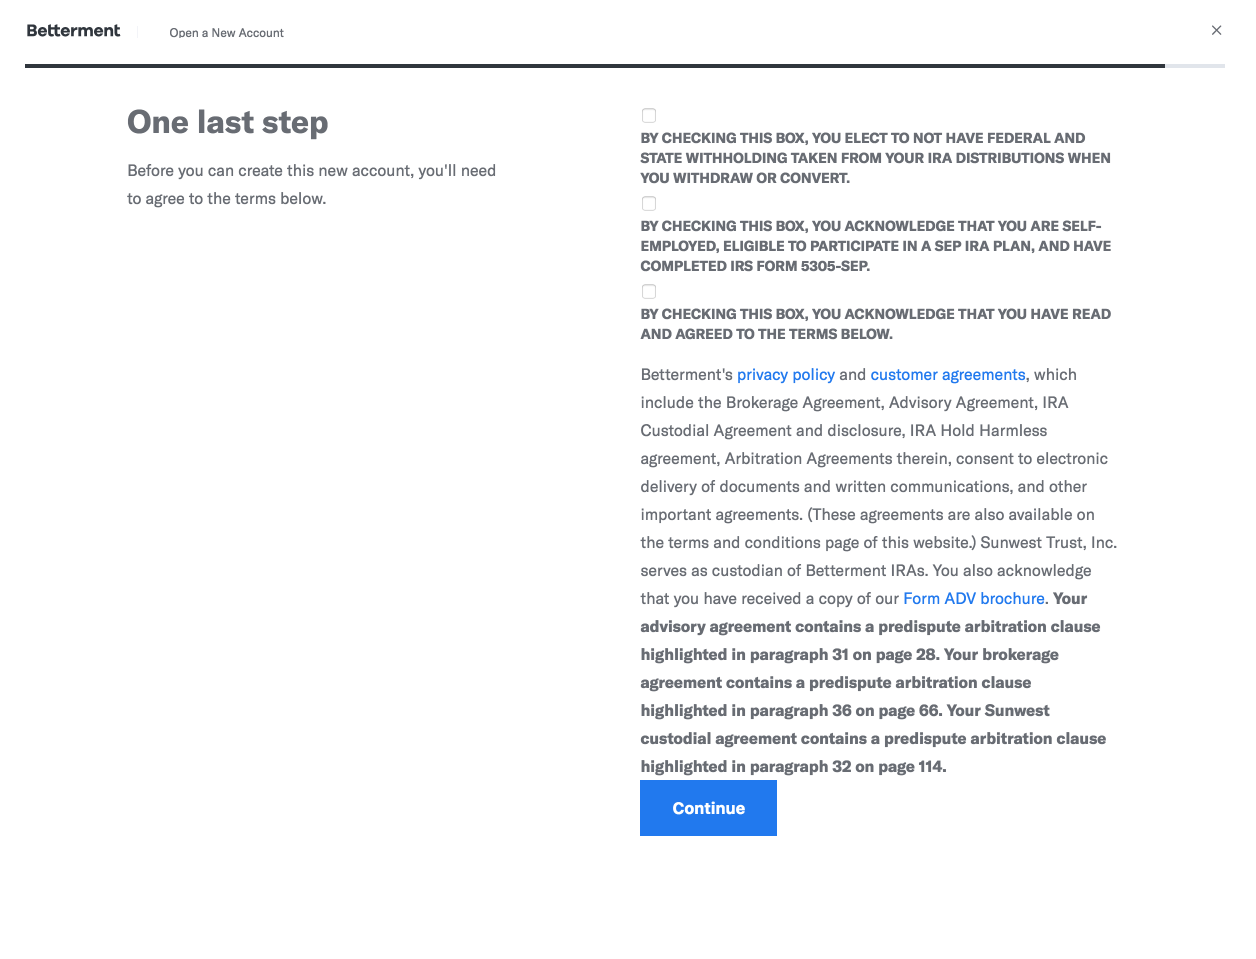 Betterment
Open a New Account
One last step
Before you can create this new account, you'll need
to agree to the terms below.
BY CHECKING THIS BOX, YOU ELECT TO NOT HAVE FEDERAL AND
STATE WITHHOLDING TAKEN FROM YOUR IRA DISTRIBUTIONS WHEN
YOU WITHDRAW OR CONVERT.
BY CHECKING THIS BOX, YOU ACKNOWLEDGE THAT YOU ARE SELF-
EMPLOYED, ELIGIBLE TO PARTICIPATE IN A SEP IRA PLAN, AND HAVE
COMPLETED IRS FORM 5305-SEP.
BY CHECKING THIS BOX, YOU ACKNOWLEDGE THAT YOU HAVE READ
AND AGREED TO THE TERMS BELOW.
Betterment's privacy policy and customer agreements, which
include the Brokerage Agreement, Advisory Agreement, IRA
Custodial Agreement and disclosure, IRA Hold Harmless
agreement, Arbitration Agreements therein, consent to electronic
delivery of documents and written communications, and other
important agreements. (These agreements are also available on
the terms and conditions page of this website.) Sunwest Trust, Inc.
serves as custodian of Betterment IRAs. You also acknowledge
that you have received a copy of our Form ADV brochure. Your
advisory agreement contains a predispute arbitration clause
highlighted in paragraph 31 on page 28. Your brokerage
agreement contains a predispute arbitration clause
highlighted in paragraph 36 on page 66. Your Sunwest
custodial agreement contains a predispute arbitration clause
highlighted in paragraph 32 on page 114.
Continue